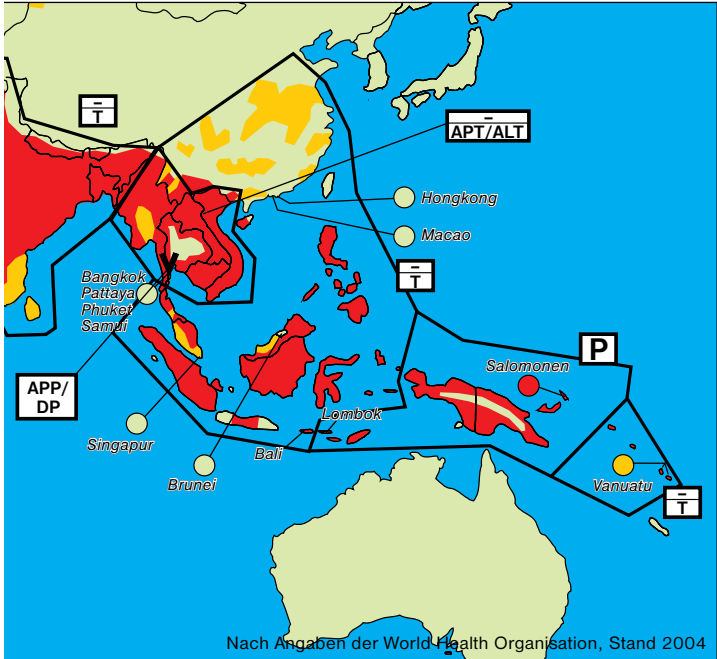 –
T
–
APT/ALT
Hongkong
Macao
Bangkok
Pattaya
Phuket
Samui
–
T
P
Salomonen
APP/
DP
Lombok
Singapur
Bali
Brunei
Vanuatu
–
T
Nach Angaben der World Health Organisation, Stand 2004